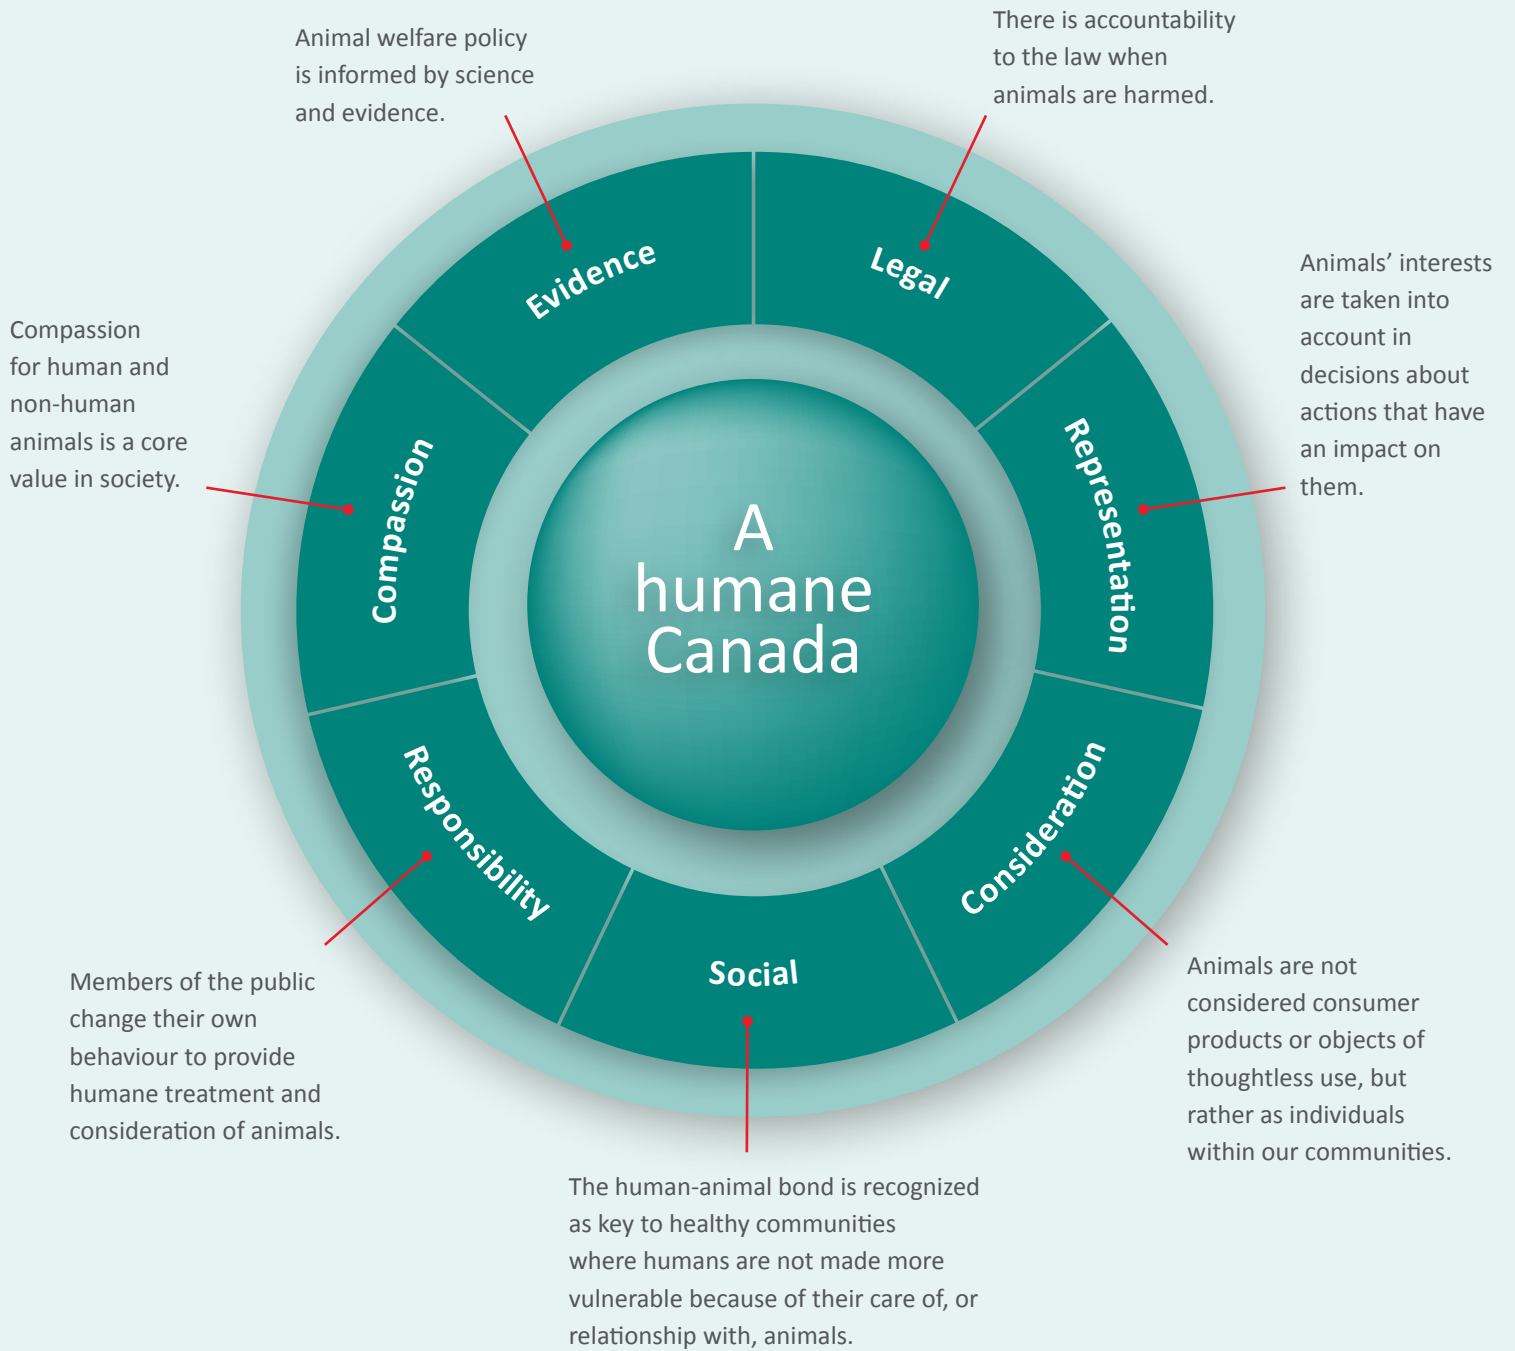 Animal welfare policy
is informed by science
and evidence.
There is accountability
to the law when
animals are harmed.
Evidence
Legal
Animals’ interests
are taken into
account in
decisions about
actions that have
an impact on
them.
Compassion
for human and
non-human
animals is a core
value in society.
Compassion
Representation
A
humane
Canada
Responsibility
Consideration
Social
Members of the public
change their own
behaviour to provide
humane treatment and
consideration of animals.
Animals are not
considered consumer
products or objects of
thoughtless use, but
rather as individuals
within our communities.
The human-animal bond is recognized
as key to healthy communities
where humans are not made more
vulnerable because of their care of, or
relationship with, animals.